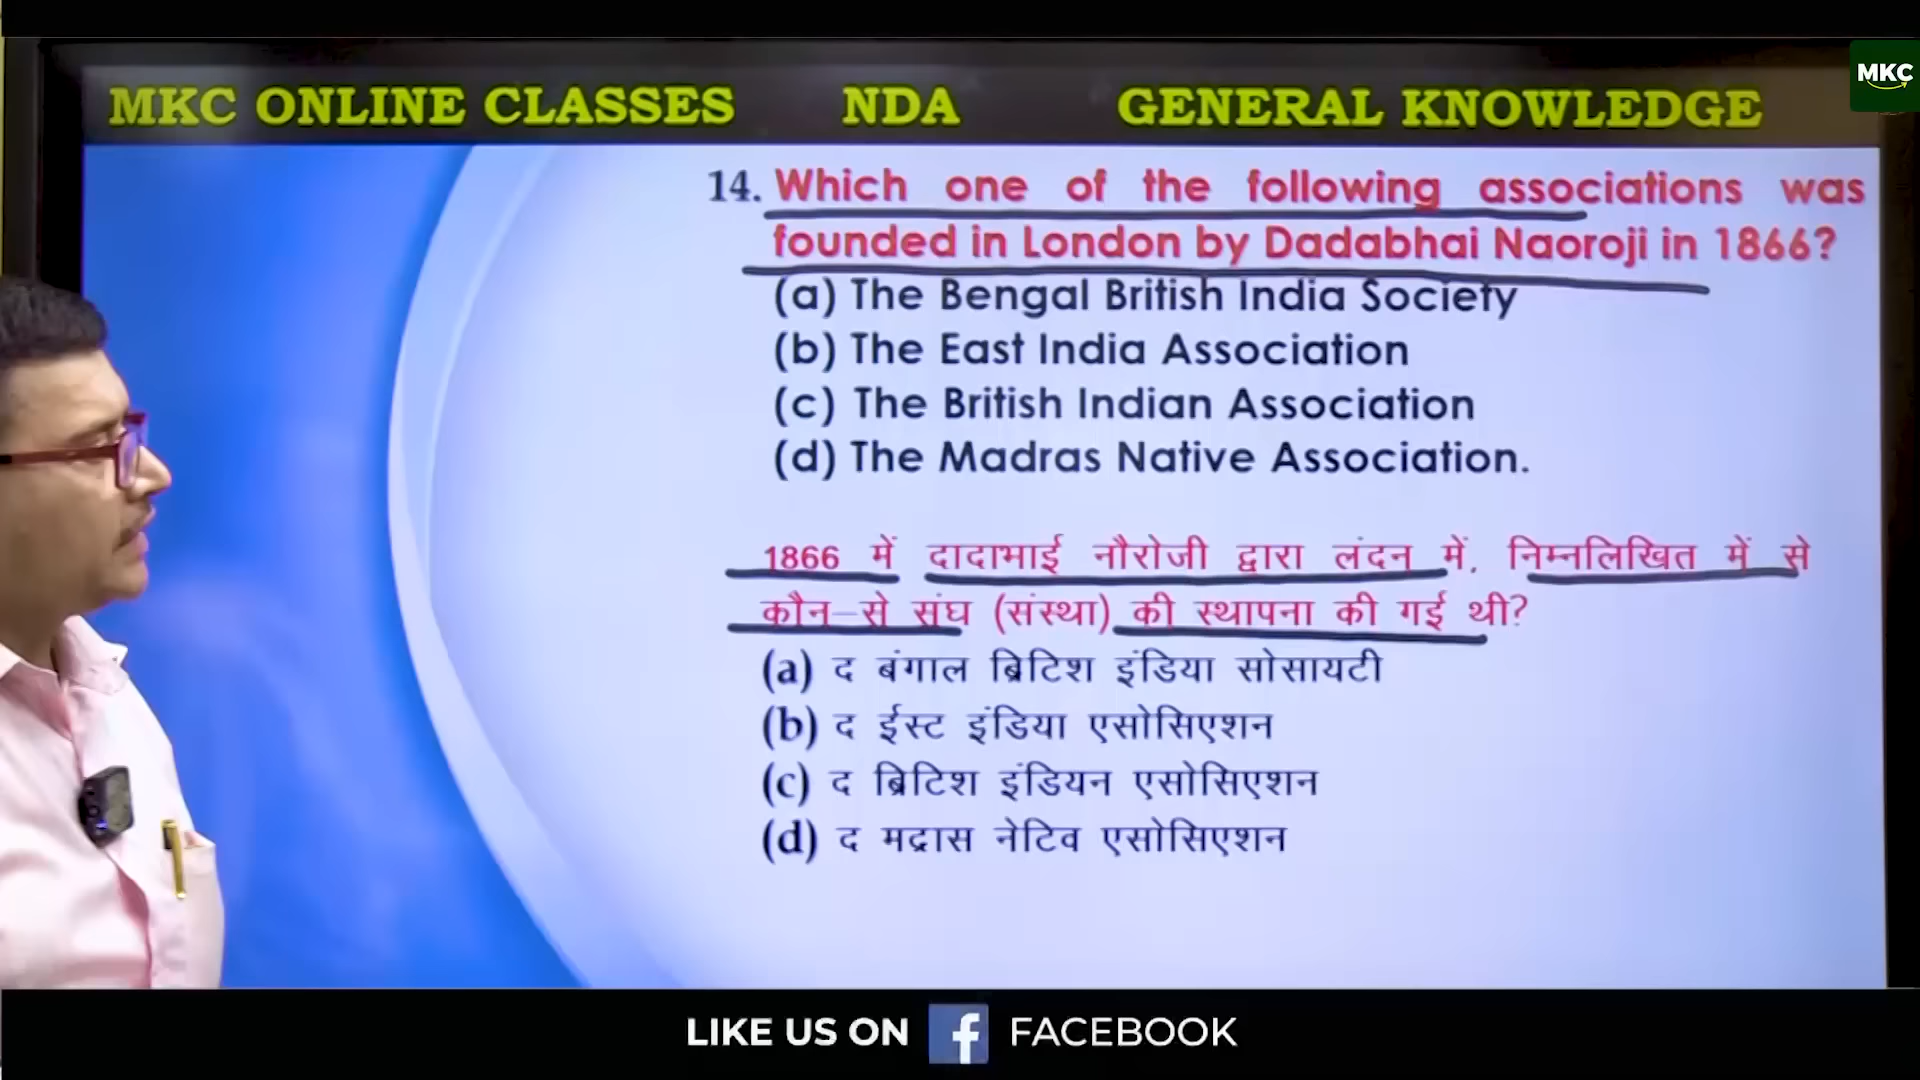 MKC
MKC ONLINE CLASSES NDA GENERAL KNOWLEDGE
14. Which one of the following associations was
founded in London by Dadabhai Naoroji in 1866?
(a) The Bengal British India Society
(b) The East India Association
(c) The British Indian Association
(d) The Madras Native Association.
1866 में दादाभाई नौरोजी द्वारा लंदन में, निम्नलिखित में से
कौन-से संघ (संस्था) की स्थापना की गई थी?
(a) द बंगाल ब्रिटिश इंडिया सोसायटी
(b) द ईस्ट इंडिया एसोसिएशन
(c) द ब्रिटिश इंडियन एसोसिएशन
(d) द मद्रास नेटिव एसोसिएशन
LIKE US ON f FACEBOOK